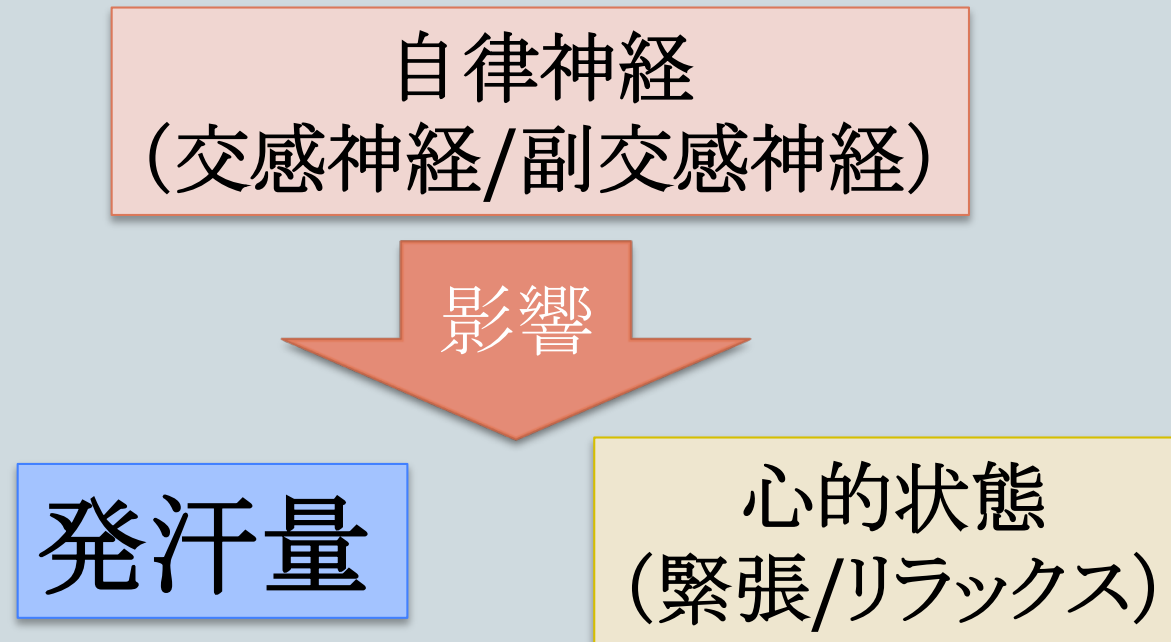 自律神経
（交感神経/副交感神経）
影響
発汗量
心的状態
（緊張/リラックス）